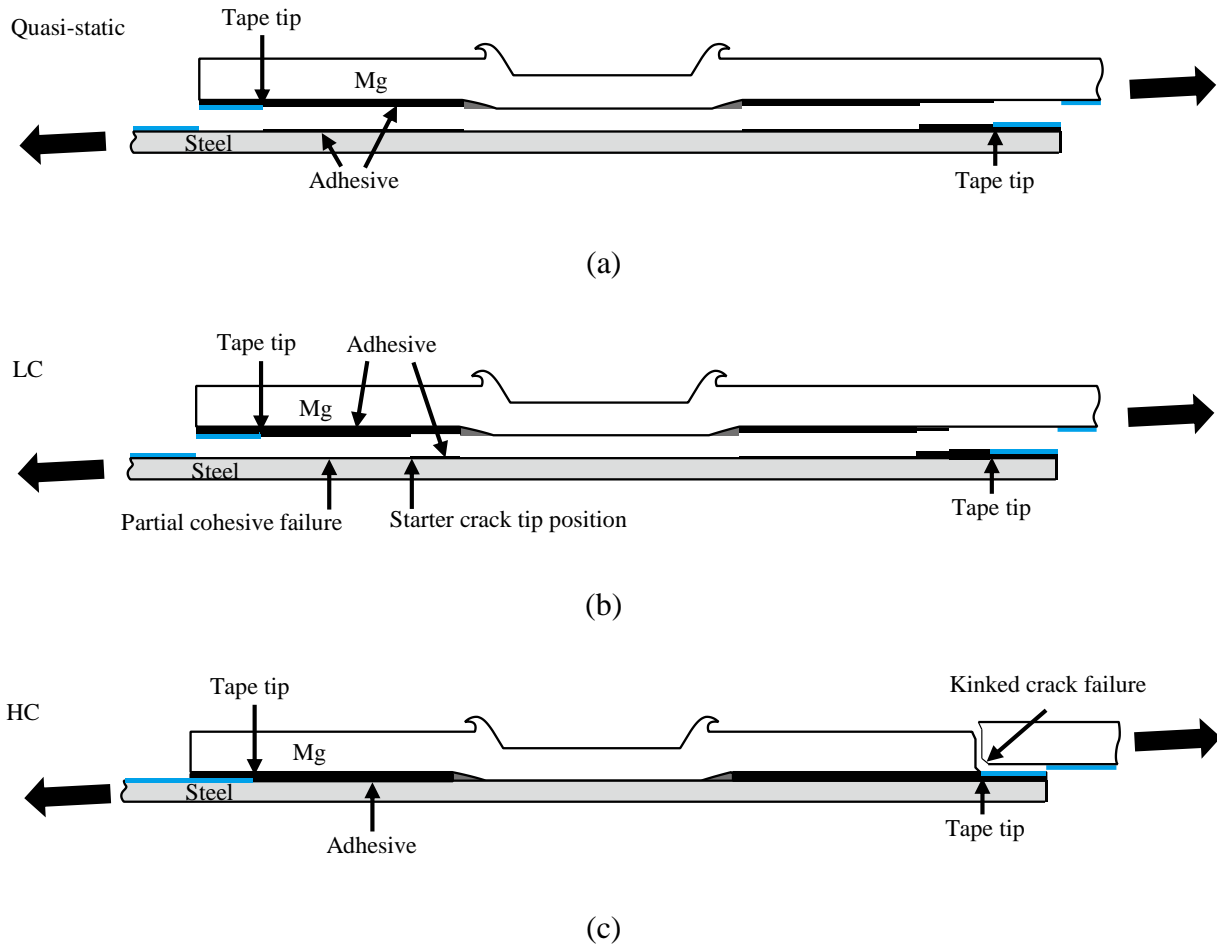 Quasi-static
Tape tip
Mg
Steel
Adhesive
Tape tip
(a)
LC
Tape tip
Adhesive
Mg
Steel
Partial cohesive failure
Starter crack tip position
Tape tip
(b)
HC
Tape tip
Kinked crack failure
Mg
Steel
Adhesive
Tape tip
(c)